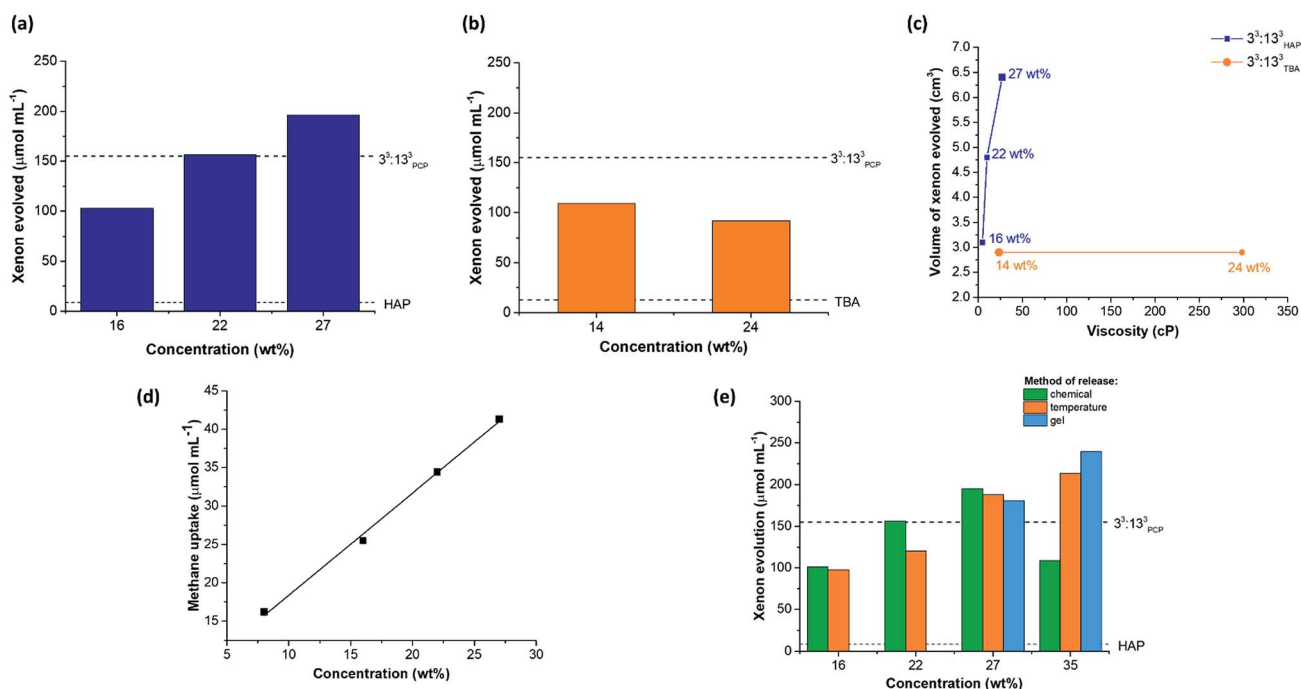 (a)
Xenon evolved (μmol mL⁻¹)
250
200
150
100
50
0
3³:13³PCP
HAP
16
22
27
Concentration (wt%)
(b)
Xenon evolved (μmol mL⁻¹)
250
200
150
100
50
0
3³:13³PCP
TBA
14
24
Concentration (wt%)
(c)
3³:13³HAP
3³:13³TBA
Volume of xenon evolved (cm³)
7.0
6.5
6.0
5.5
5.0
4.5
4.0
3.5
3.0
2.5
2.0
27 wt%
22 wt%
16 wt%
14 wt%
24 wt%
0
50
100
150
200
250
300
350
Viscosity (cP)
(d)
Methane uptake (μmol mL⁻¹)
45
40
35
30
25
20
15
5
10
15
20
25
30
Concentration (wt%)
(e)
Method of release:
chemical
temperature
gel
Xenon evolution (μmol mL⁻¹)
300
250
200
150
100
50
0
3³:13³PCP
HAP
16
22
27
35
Concentration (wt%)